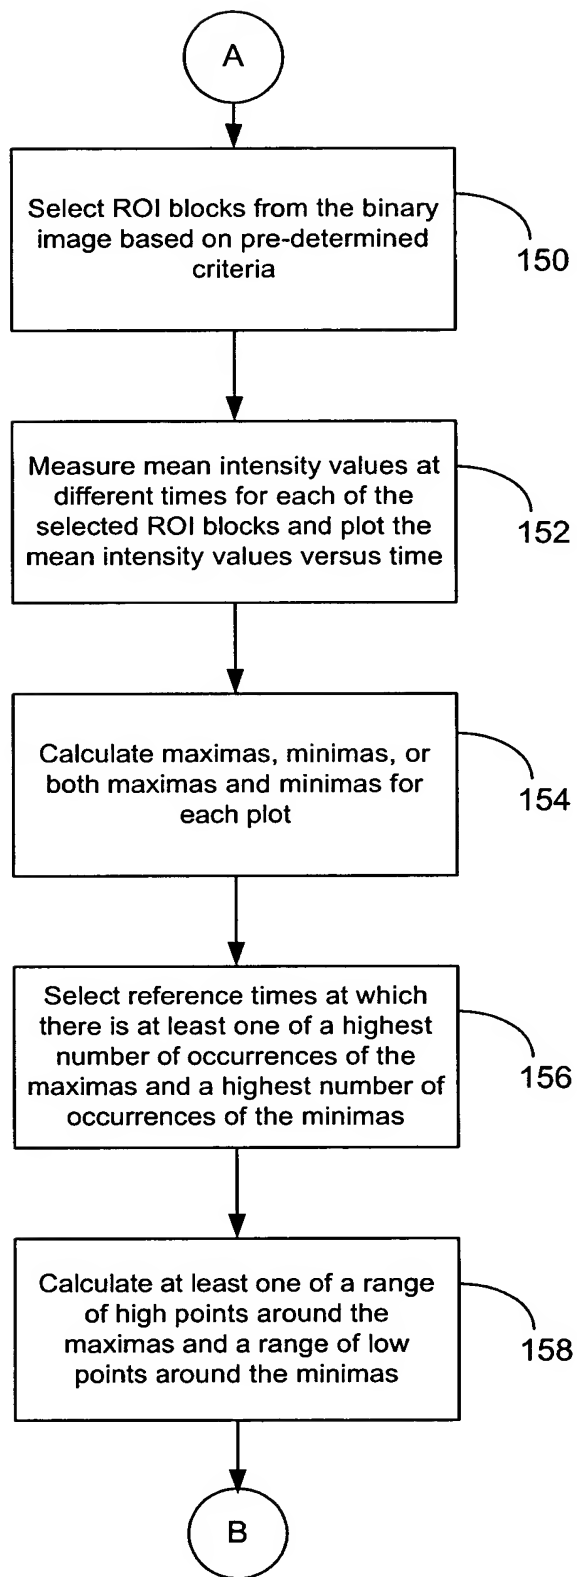 A
Select ROI blocks from the binary
image based on pre-determined
criteria
150
Measure mean intensity values at
different times for each of the
selected ROI blocks and plot the
mean intensity values versus time
152
Calculate maximas, minimas, or
both maximas and minimas for
each plot
154
Select reference times at which
there is at least one of a highest
number of occurrences of the
maximas and a highest number of
occurrences of the minimas
156
Calculate at least one of a range
of high points around the
maximas and a range of low
points around the minimas
158
B